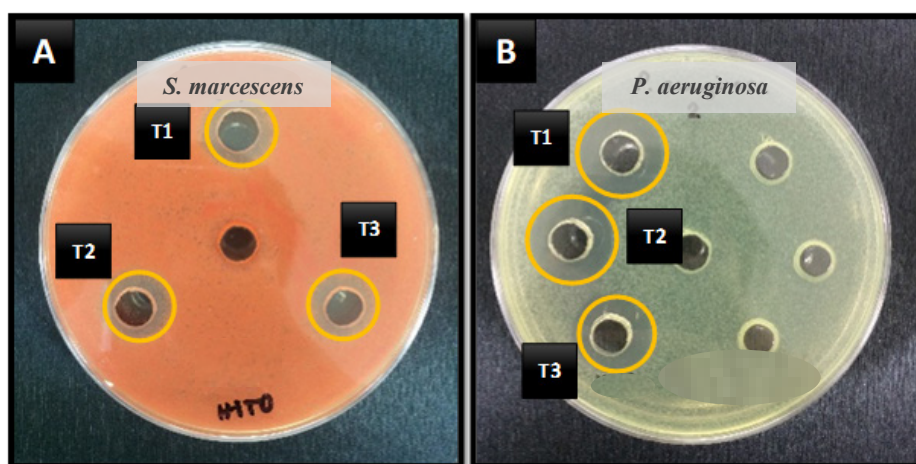 A
S. marcescens
T1
T2
T3
B
P. aeruginosa
T1
T2
T3